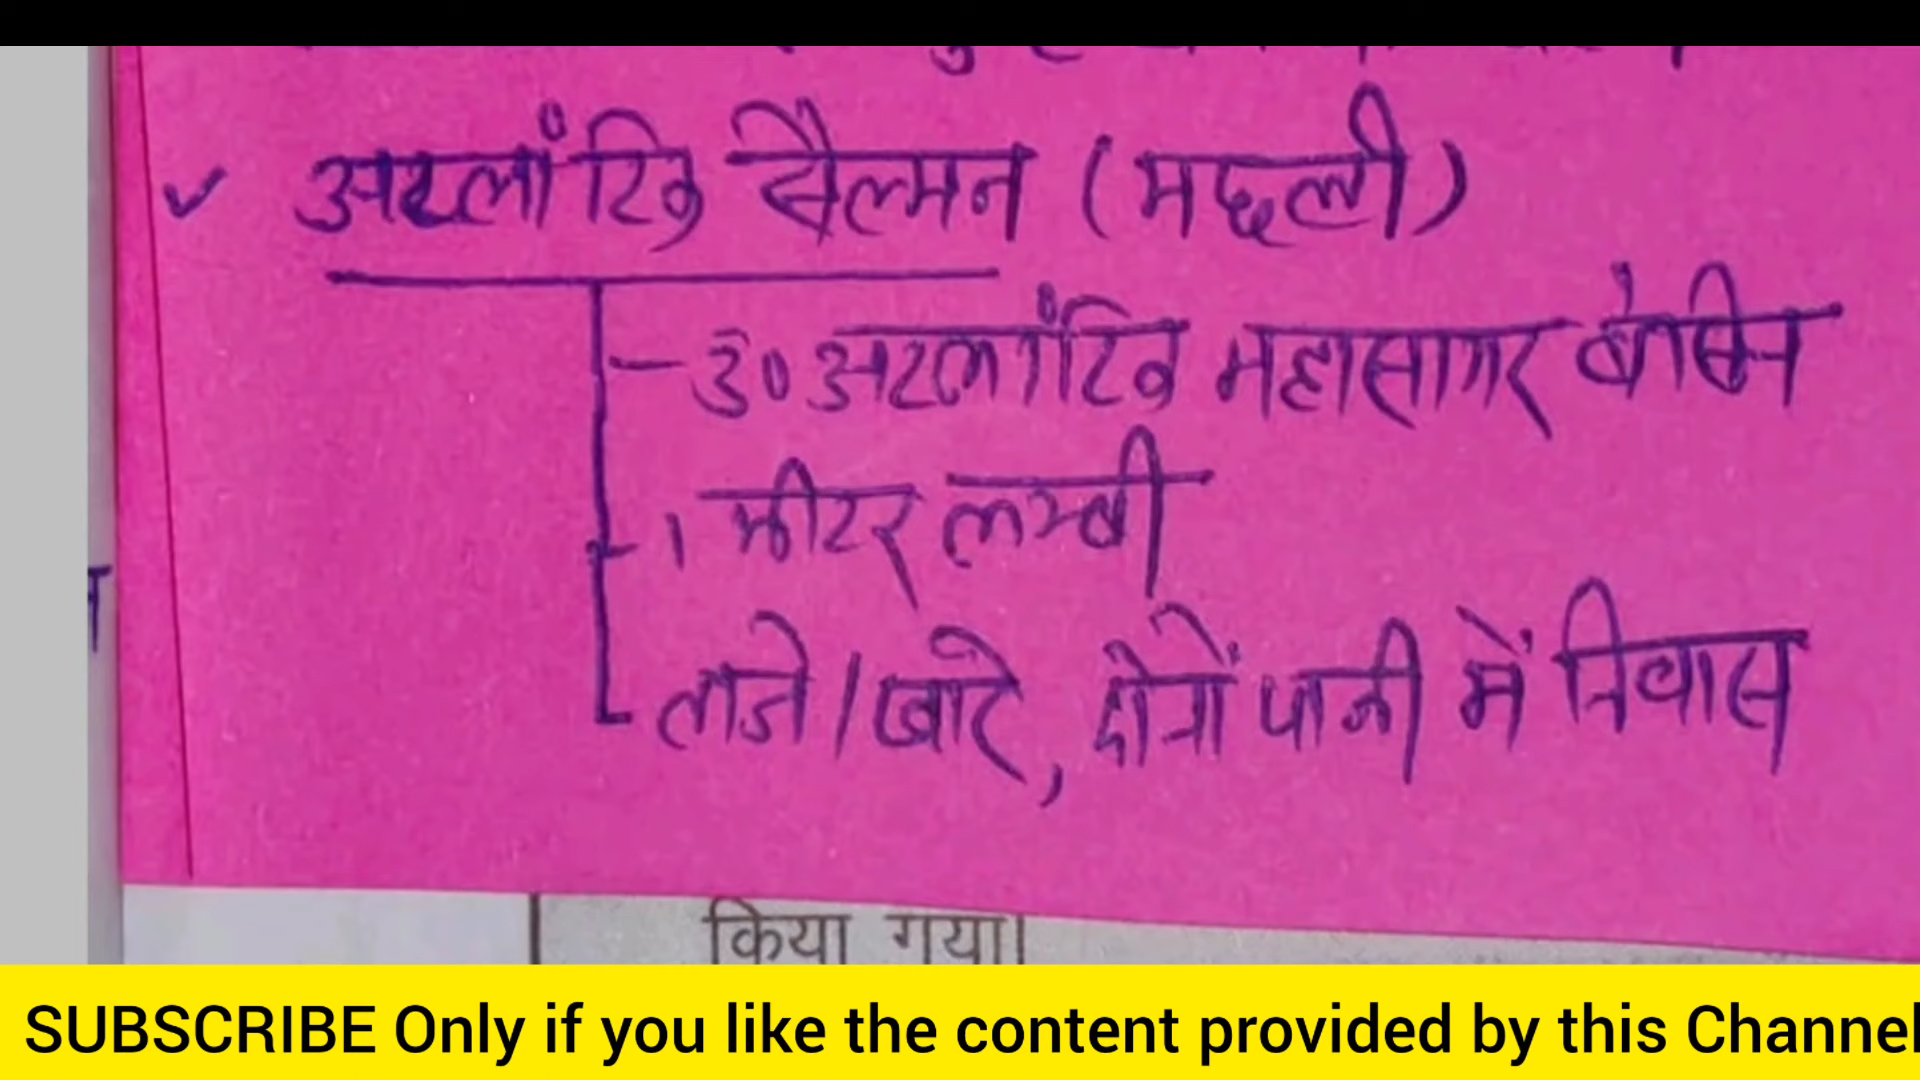 ✓ अटलांटिक सैल्मन (मछली)
उ० अटलांटिक महासागर बेसिन
1 मीटर लम्बी
ताजे / खारे, दोनों पानी में निवास
किया गया।
SUBSCRIBE Only if you like the content provided by this Channel